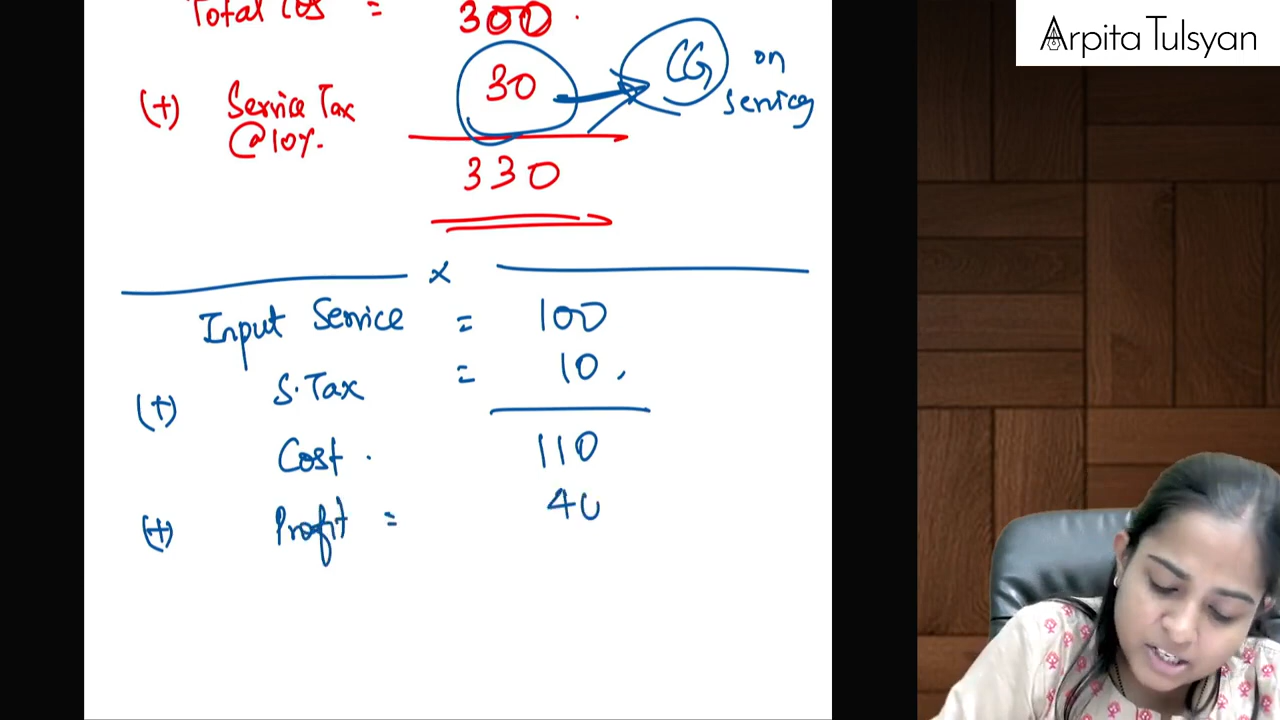 Arpita Tulsyan
Total Cos = 300
30 CG on
services
(+) Service Tax
@10%.
330
x
Input Service = 100
(+) S.Tax = 10
Cost. 110
(+) Profit = 40